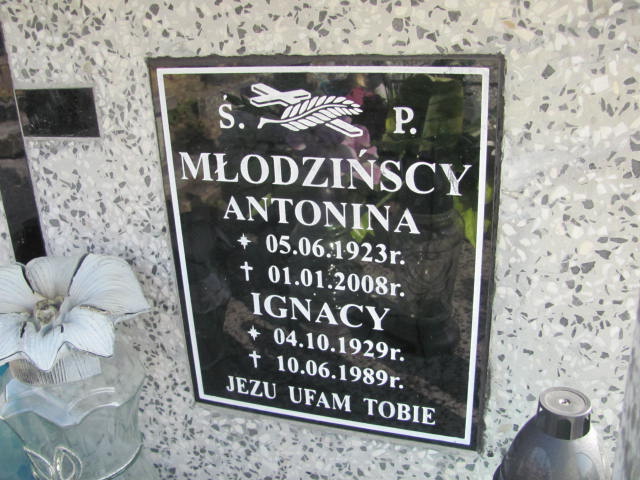 Ś. P.
MŁODZIŃSCY
ANTONINA
* 05.06.1923r.
✝ 01.01.2008r.
IGNACY
* 04.10.1929r.
✝ 10.06.1989r.
JEZU UFAM TOBIE